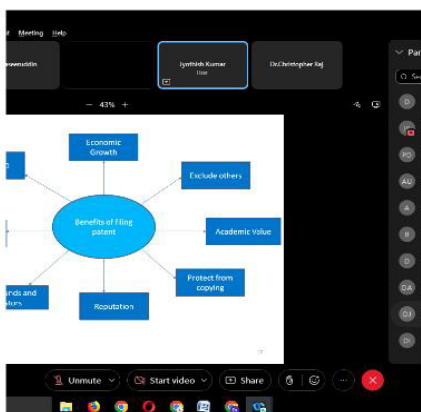 Meeting Help
Jyothish Kumar
Dr.Christopher Raj
43%
Economic
Growth
Exclude others
Benefits of filing
patent
Academic Value
Protect from
copying
Reputation
Unmute
Start video
Share